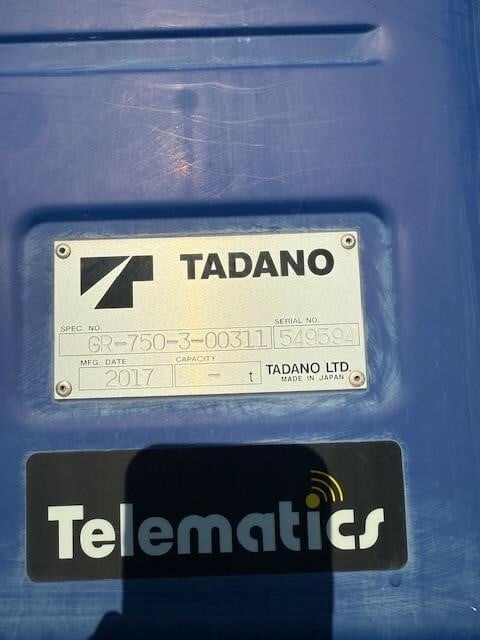 TADANO
SPEC. NO. SERIAL NO.
GR-750-3-00311 549594
MFG. DATE CAPACITY
2017 - t TADANO LTD.
MADE IN JAPAN
Telematics